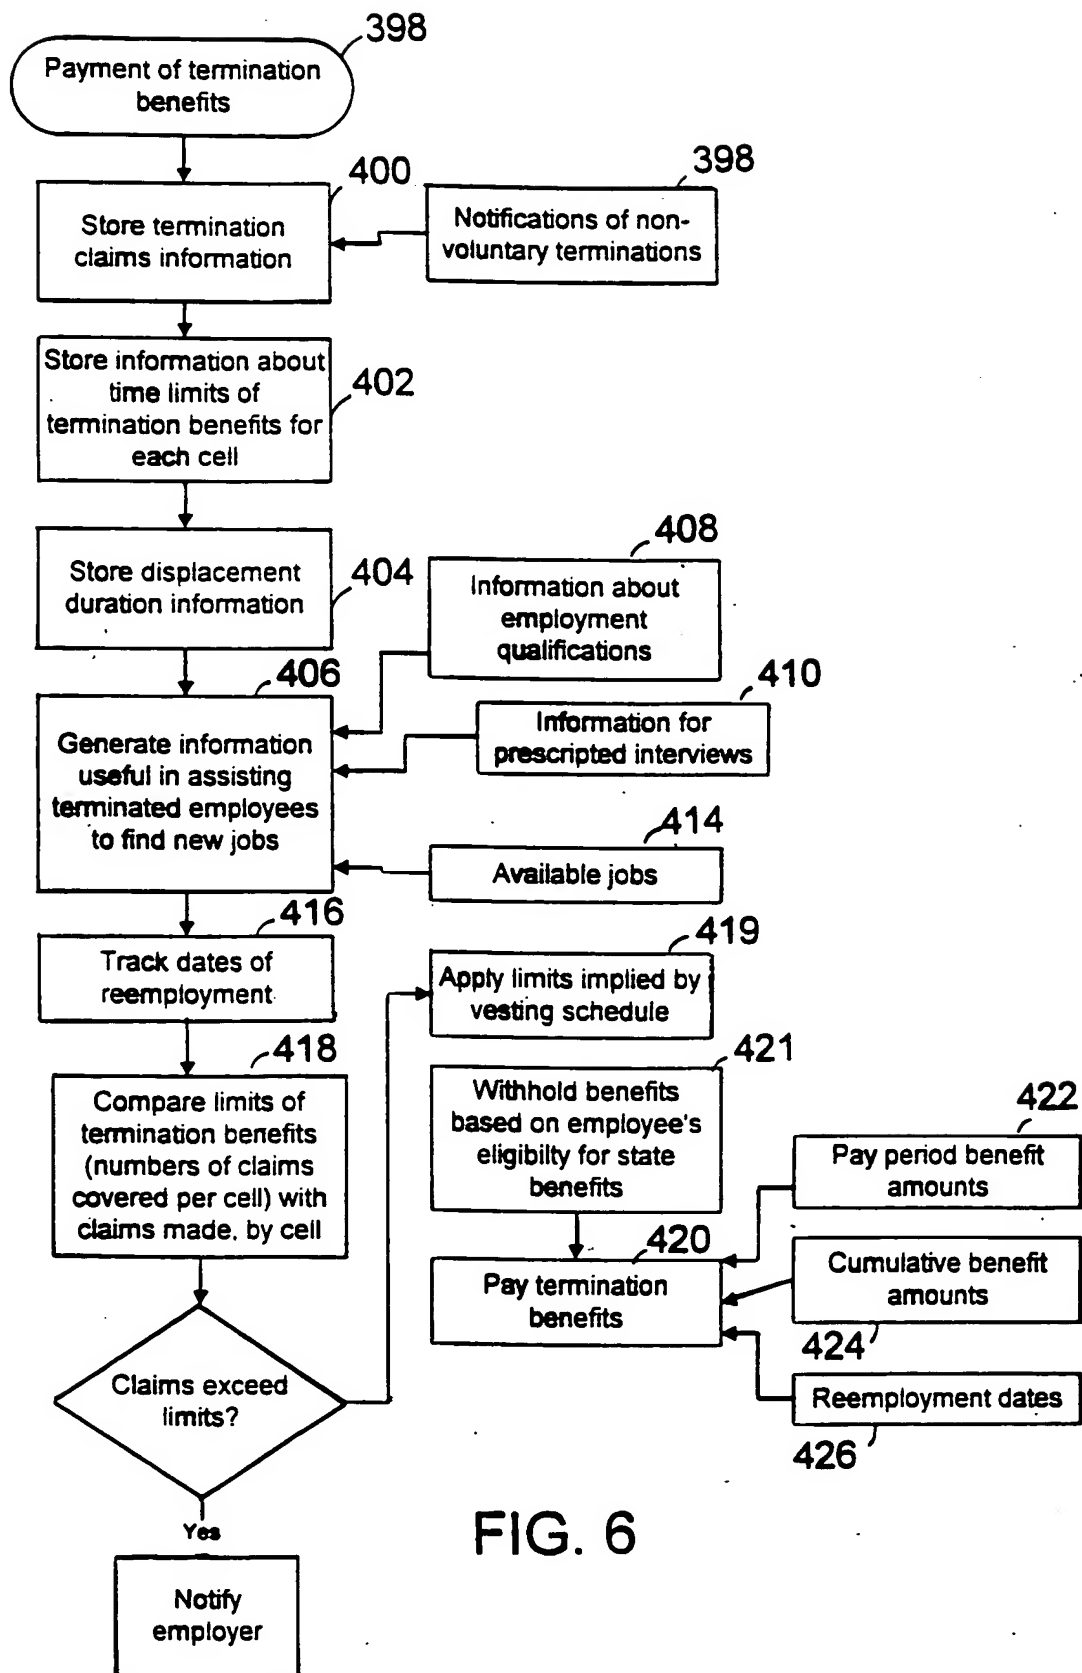 398
Payment of termination
benefits
400
Store termination
claims information
398
Notifications of non-
voluntary terminations
Store information about
time limits of
termination benefits for
each cell
402
Store displacement
duration information
404
408
Information about
employment
qualifications
406
Generate information
useful in assisting
terminated employees
to find new jobs
410
Information for
prescripted interviews
414
Available jobs
416
Track dates of
reemployment
419
Apply limits implied by
vesting schedule
418
Compare limits of
termination benefits
(numbers of claims
covered per cell) with
claims made, by cell
421
Withhold benefits
based on employee's
eligibilty for state
benefits
422
Pay period benefit
amounts
420
Pay termination
benefits
Cumulative benefit
amounts
424
Claims exceed
limits?
Reemployment dates
426
Yes
Notify
employer
FIG. 6